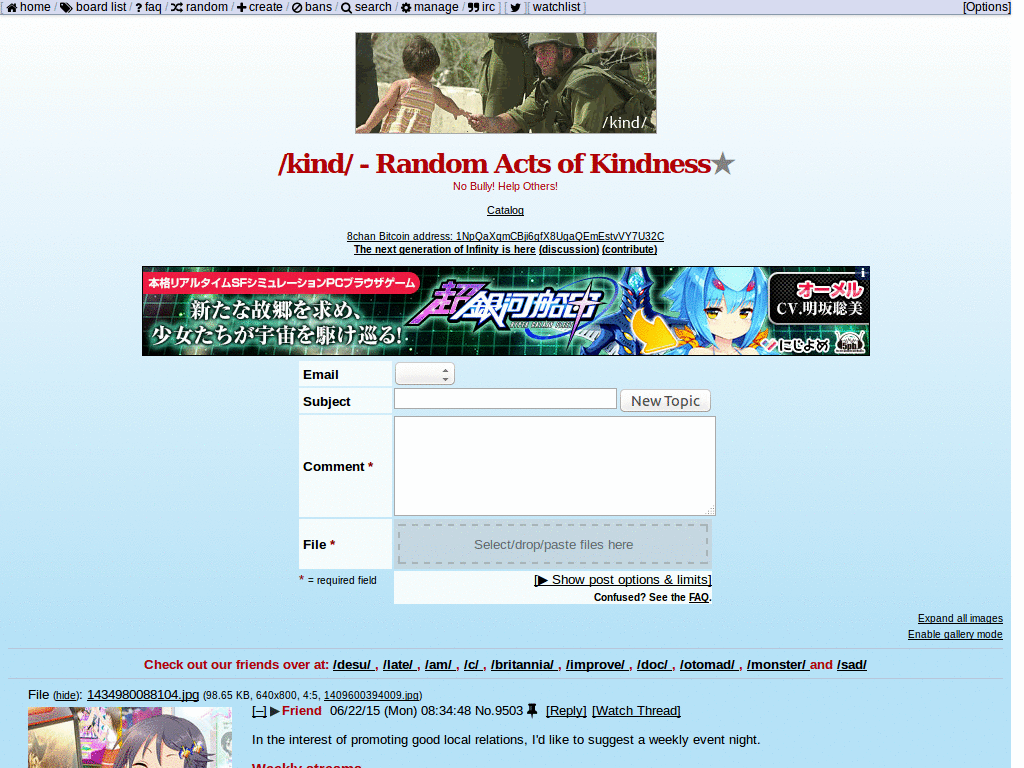 [ home / board list / ? faq / random / create / bans / search / manage / irc ] [ ] [ watchlist ] [Options]
/kind/
/kind/ - Random Acts of Kindness★
No Bully! Help Others!
Catalog
8chan Bitcoin address: 1NpQaXqmCBji6gfX8UgaQEmEstvVY7U32C
The next generation of Infinity is here (discussion) (contribute)
本格リアルタイムSFシミュレーションPCブラウザゲーム
新たな故郷を求め、
少女たちが宇宙を駆け巡る!
超銀河船団
オーメル
CV.明坂聡美
にじよめ 5pb.
Email
Subject New Topic
Comment *
File * Select/drop/paste files here
* = required field [▶ Show post options & limits]
Confused? See the FAQ.
Expand all images
Enable gallery mode
Check out our friends over at: /desu/ , /late/ , /am/ , /c/ , /britannia/ , /improve/ , /doc/ , /otomad/ , /monster/ and /sad/
File (hide): 1434980088104.jpg (98.65 KB, 640x800, 4:5, 1409600394009.jpg)
[–] ▶ Friend 06/22/15 (Mon) 08:34:48 No.9503 [Reply] [Watch Thread]
In the interest of promoting good local relations, I'd like to suggest a weekly event night.
Weekly streams